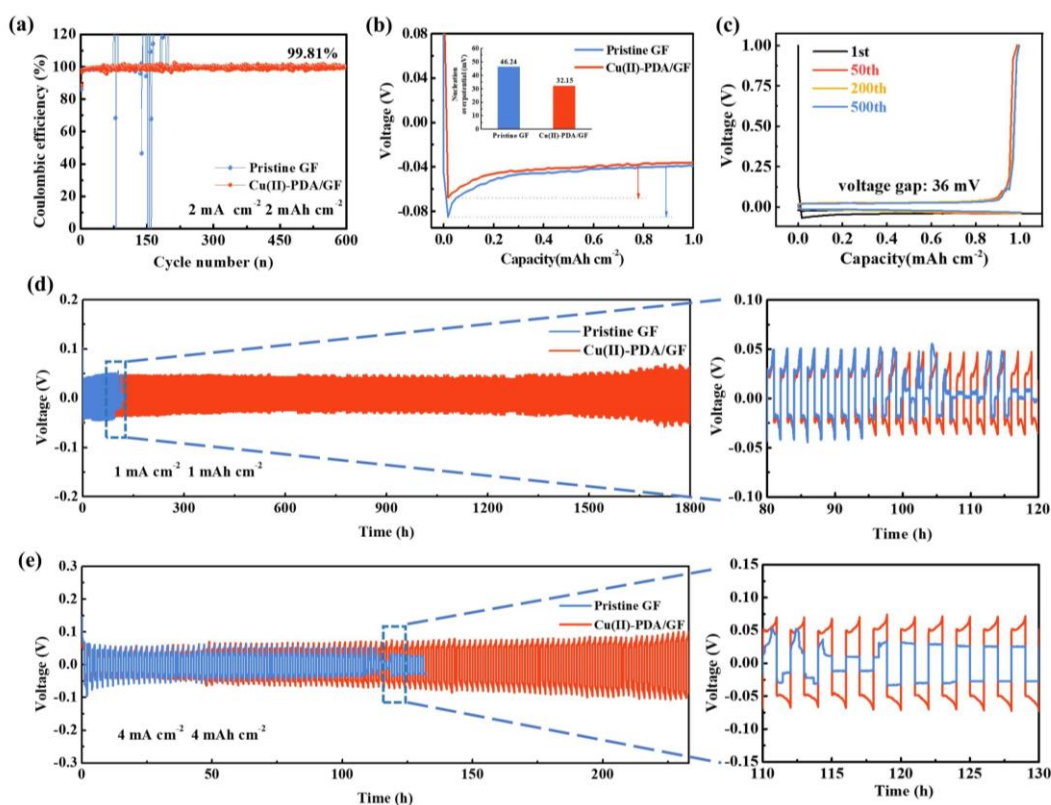 (a)
120
100
80
60
40
20
0
0
150
300
450
600
Coulombic efficiency (%)
Cycle number (n)
99.81%
Pristine GF
Cu(II)-PDA/GF
2 mA cm⁻² 2 mAh cm⁻²
(b)
0.08
0.04
0.00
-0.04
-0.08
0.0
0.2
0.4
0.6
0.8
1.0
Voltage (V)
Capacity(mAh cm⁻²)
Pristine GF
Cu(II)-PDA/GF
Nucleation
overpotential (mV)
60
50
40
30
20
10
0
46.24
32.15
Pristine GF
Cu(II)-PDA/GF
(c)
1.00
0.75
0.50
0.25
0.00
0.0
0.2
0.4
0.6
0.8
1.0
Voltage (V)
Capacity(mAh cm⁻²)
1st
50th
200th
500th
voltage gap: 36 mV
(d)
0.2
0.1
0.0
-0.1
-0.2
0
300
600
900
1200
1500
1800
Voltage (V)
Time (h)
Pristine GF
Cu(II)-PDA/GF
1 mA cm⁻² 1 mAh cm⁻²
0.10
0.05
0.00
-0.05
0.10
80
90
100
110
120
Voltage (V)
Time (h)
(e)
0.3
0.2
0.1
0.0
-0.1
-0.2
-0.3
0
50
100
150
200
Voltage (V)
Time (h)
Pristine GF
Cu(II)-PDA/GF
4 mA cm⁻² 4 mAh cm⁻²
0.15
0.10
0.05
0.00
-0.05
-0.10
-0.15
110
115
120
125
130
Voltage (V)
Time (h)